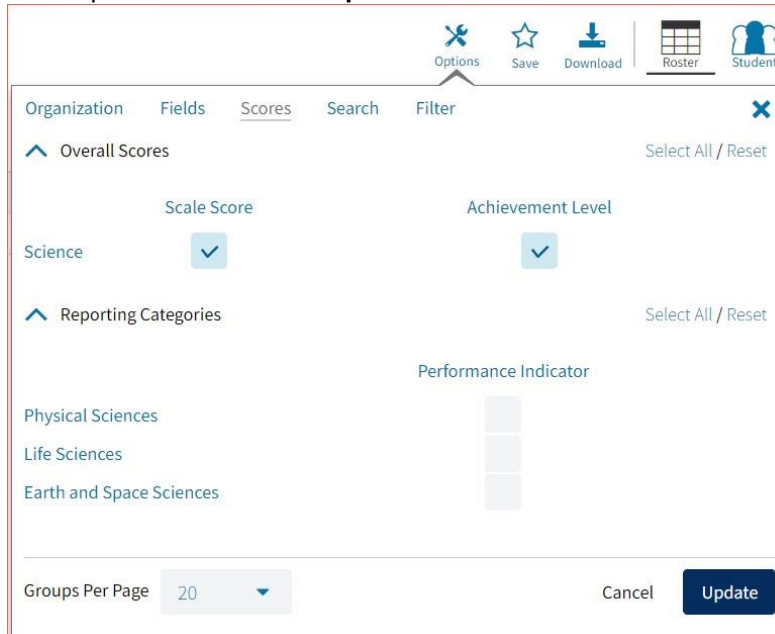 Options Save Download Roster Student
Organization Fields Scores Search Filter
Overall Scores Select All / Reset
Scale Score Achievement Level
Science
Reporting Categories Select All / Reset
Performance Indicator
Physical Sciences
Life Sciences
Earth and Space Sciences
Groups Per Page 20 Cancel Update